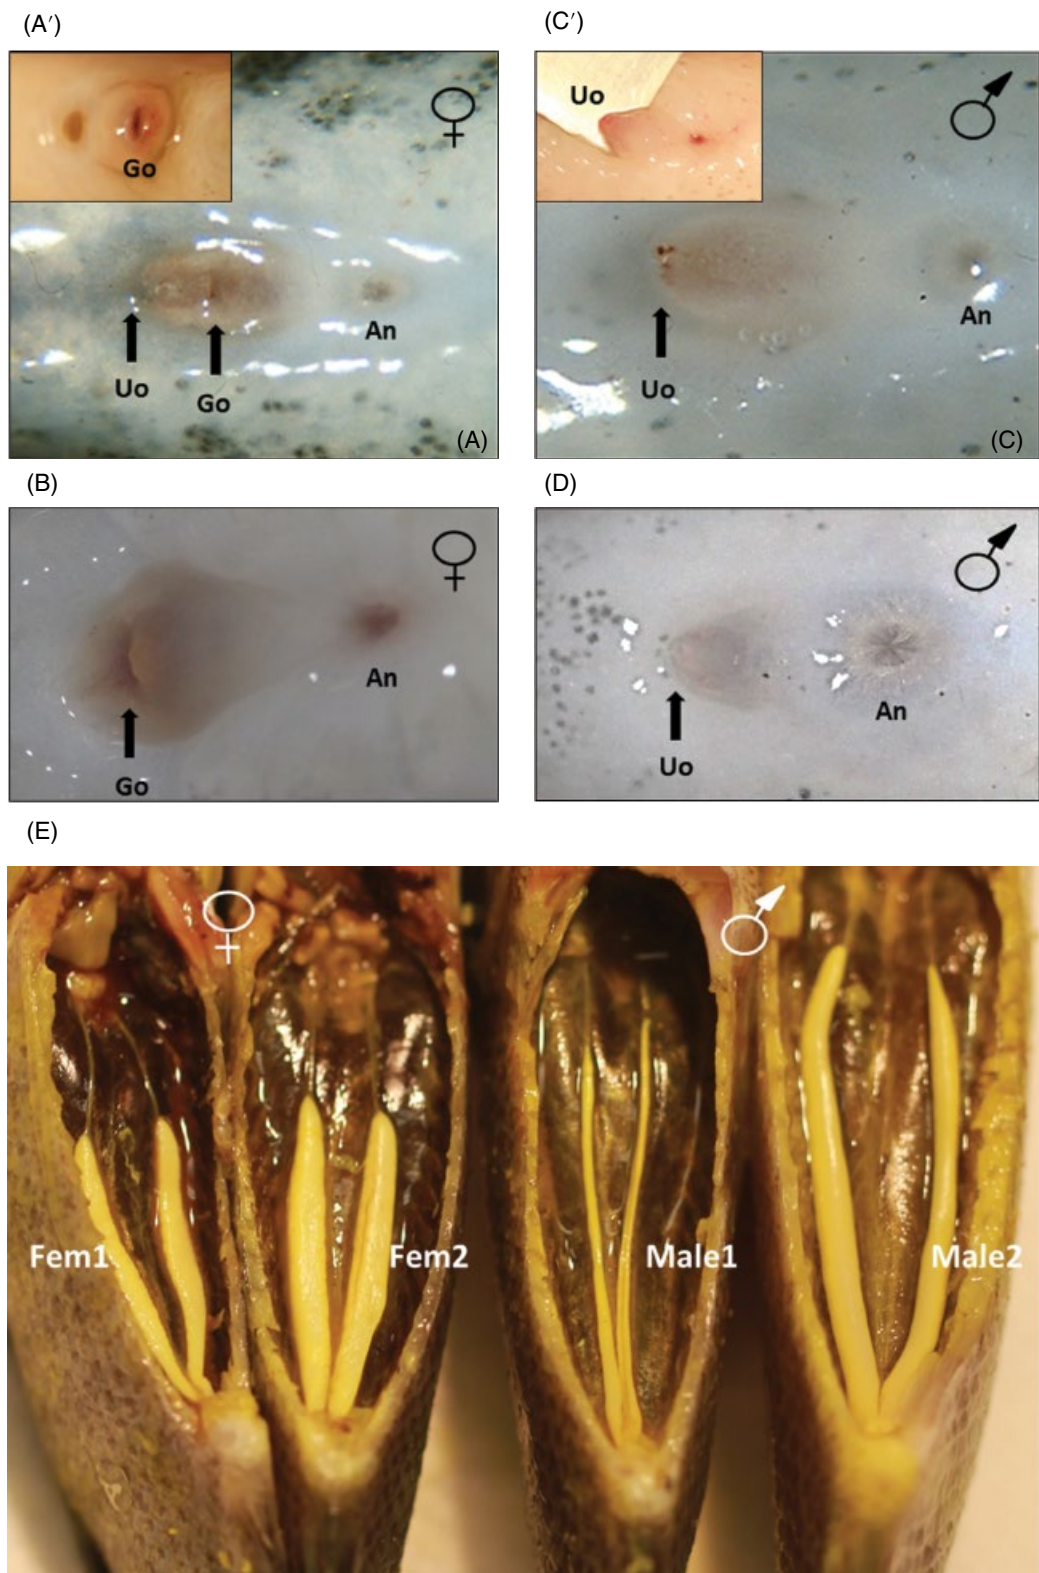 (A′)
(C′)
Go
Uo
♀
♂
Uo
Go
An
(A)
Uo
An
(C)
(B)
(D)
♀
♂
Go
An
Uo
An
(E)
♀
♂
Fem1
Fem2
Male1
Male2